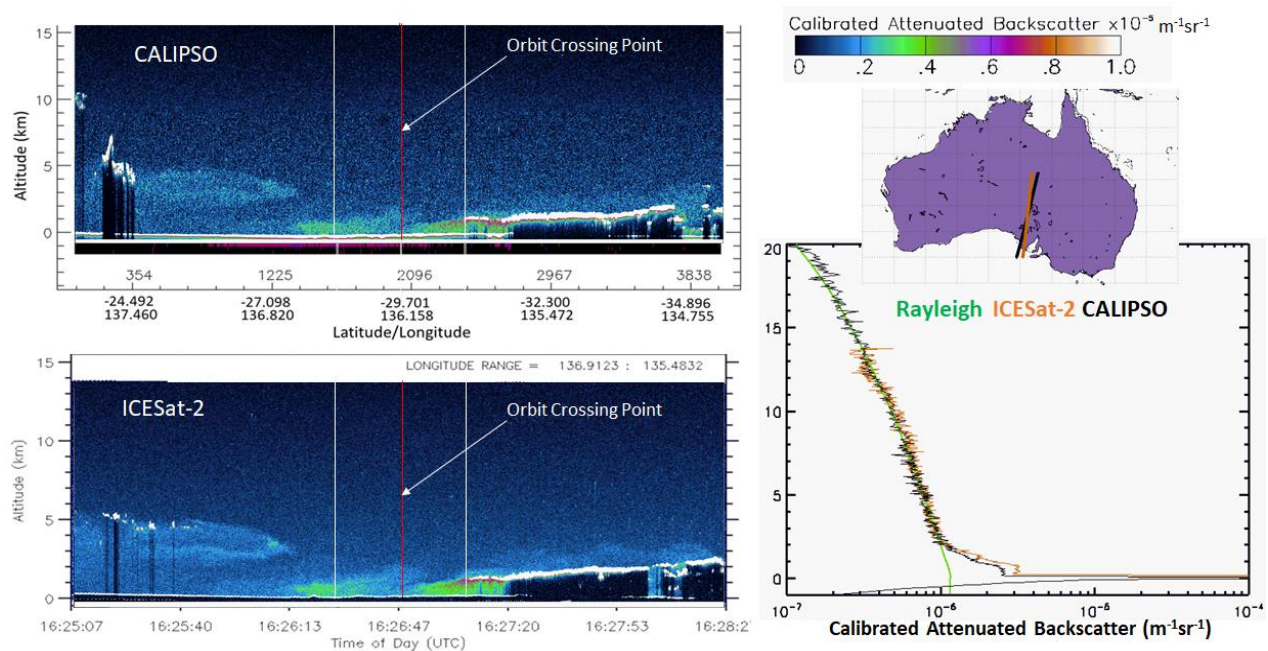 CALIPSO
Orbit Crossing Point
Altitude (km)
15
10
5
0
354 1225 2096 2967 3838
-24.492 -27.098 -29.701 -32.300 -34.896
137.460 136.820 136.158 135.472 134.755
Latitude/Longitude
LONGITUDE RANGE = 136.9123 : 135.4832
ICESat-2
Orbit Crossing Point
Altitude (km)
15
10
5
0
16:25:07 16:25:40 16:26:13 16:26:47 16:27:20 16:27:53 16:28:2
Time of Day (UTC)
Calibrated Attenuated Backscatter x10⁻⁵ m⁻¹sr⁻¹
0 .2 .4 .6 .8 1.0
Rayleigh ICESat-2 CALIPSO
20
15
10
5
0
10⁻⁷ 10⁻⁶ 10⁻⁵ 10⁻⁴
Calibrated Attenuated Backscatter (m⁻¹sr⁻¹)